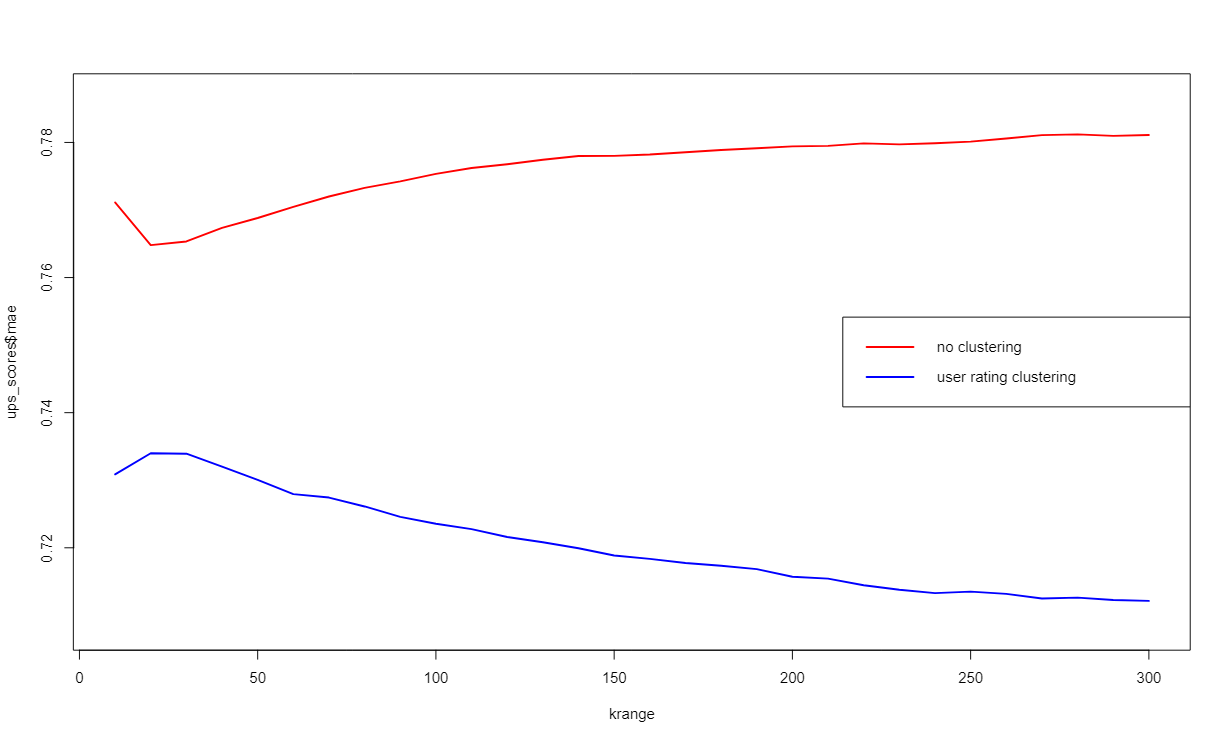 ups_scores$mae
0.78
0.76
0.74
0.72
no clustering
user rating clustering
0 50 100 150 200 250 300
krange